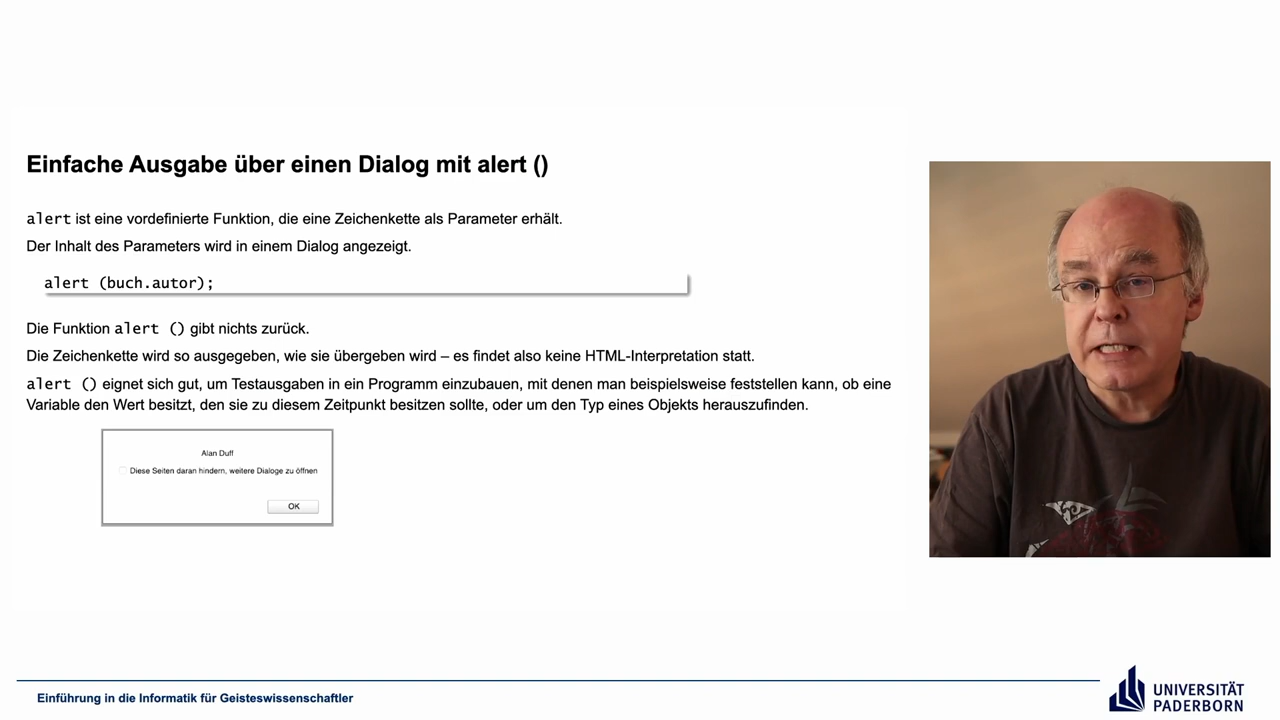 Einfache Ausgabe über einen Dialog mit alert ()
alert ist eine vordefinierte Funktion, die eine Zeichenkette als Parameter erhält.
Der Inhalt des Parameters wird in einem Dialog angezeigt.
alert (buch.autor);
Die Funktion alert () gibt nichts zurück.
Die Zeichenkette wird so ausgegeben, wie sie übergeben wird – es findet also keine HTML-Interpretation statt.
alert () eignet sich gut, um Testausgaben in ein Programm einzubauen, mit denen man beispielsweise feststellen kann, ob eine
Variable den Wert besitzt, den sie zu diesem Zeitpunkt besitzen sollte, oder um den Typ eines Objekts herauszufinden.
Alan Duff
Diese Seiten daran hindern, weitere Dialoge zu öffnen
OK
Einführung in die Informatik für Geisteswissenschaftler
UNIVERSITÄT
PADERBORN